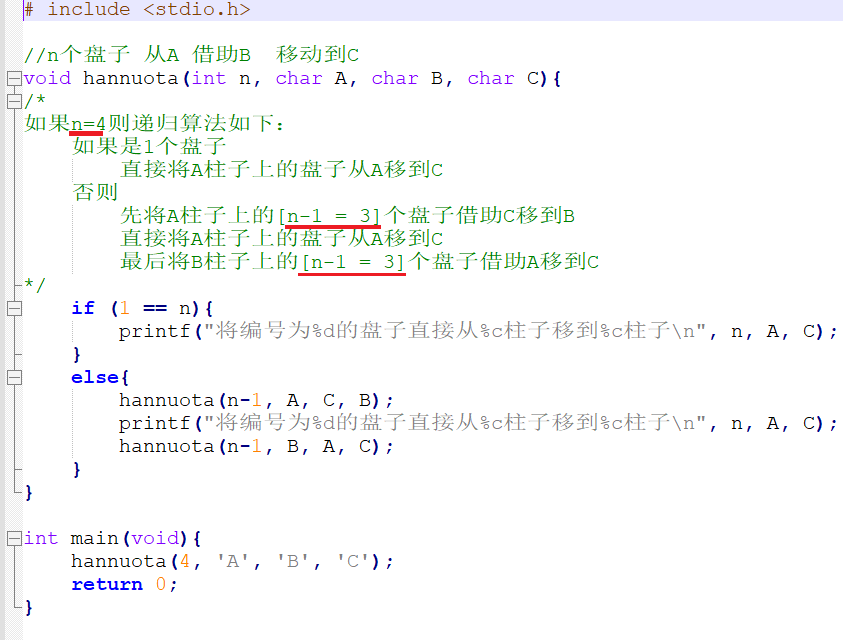 # include <stdio.h>
//n个盘子 从A 借助B  移动到C
void hannuota(int n, char A, char B, char C){
/*
如果n=4则递归算法如下:
    如果是1个盘子
        直接将A柱子上的盘子从A移到C
    否则
        先将A柱子上的[n-1 = 3]个盘子借助C移到B
        直接将A柱子上的盘子从A移到C
        最后将B柱子上的[n-1 = 3]个盘子借助A移到C
*/
    if (1 == n){
        printf("将编号为%d的盘子直接从%c柱子移到%c柱子\n", n, A, C);
    }
    else{
        hannuota(n-1, A, C, B);
        printf("将编号为%d的盘子直接从%c柱子移到%c柱子\n", n, A, C);
        hannuota(n-1, B, A, C);
    }
}
int main(void){
    hannuota(4, 'A', 'B', 'C');
    return 0;
}